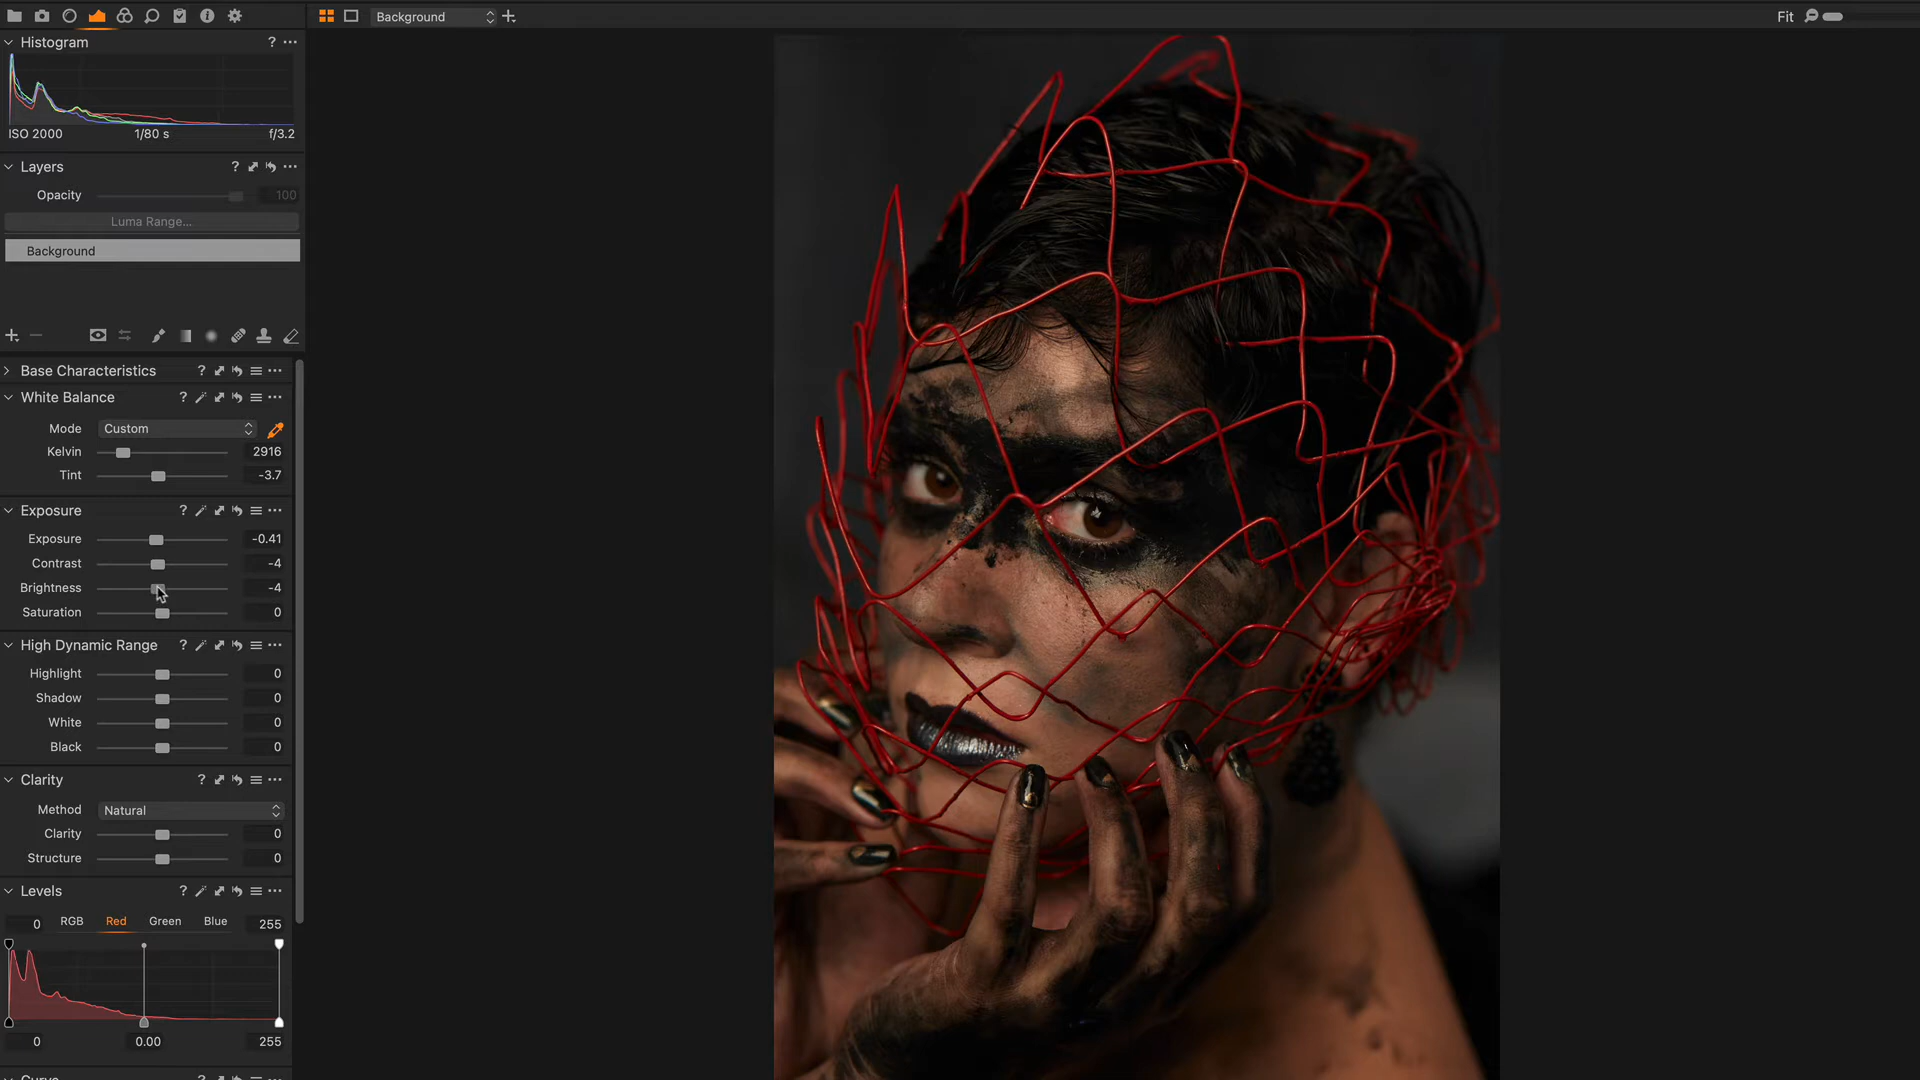 Background
Fit
Histogram ?
ISO 2000 1/80 s f/3.2
Layers ?
Opacity 100
Luma Range...
Background
Base Characteristics ?
White Balance ?
Mode Custom
Kelvin 2916
Tint -3.7
Exposure ?
Exposure -0.41
Contrast -4
Brightness -4
Saturation 0
High Dynamic Range ?
Highlight 0
Shadow 0
White 0
Black 0
Clarity ?
Method Natural
Clarity 0
Structure 0
Levels ?
0 RGB Red Green Blue 255
0 0.00 255
Curve ?